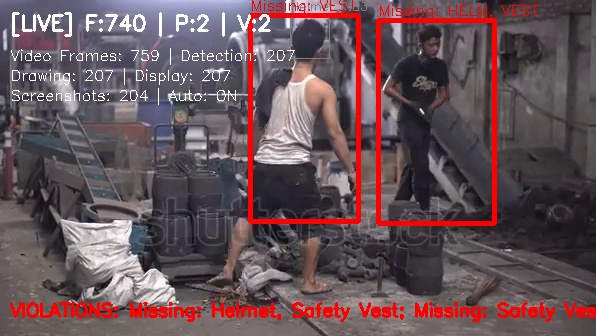 Missing: VEST
Missing: HELM, VEST
[LIVE] F:740 | P:2 | V:2
Video Frames: 759 | Detection: 207
Drawing: 207 | Display: 207
Screenshots: 204 | Auto: ON
shutterstock
VIOLATIONS: Missing: Helmet, Safety Vest; Missing: Safety Ves